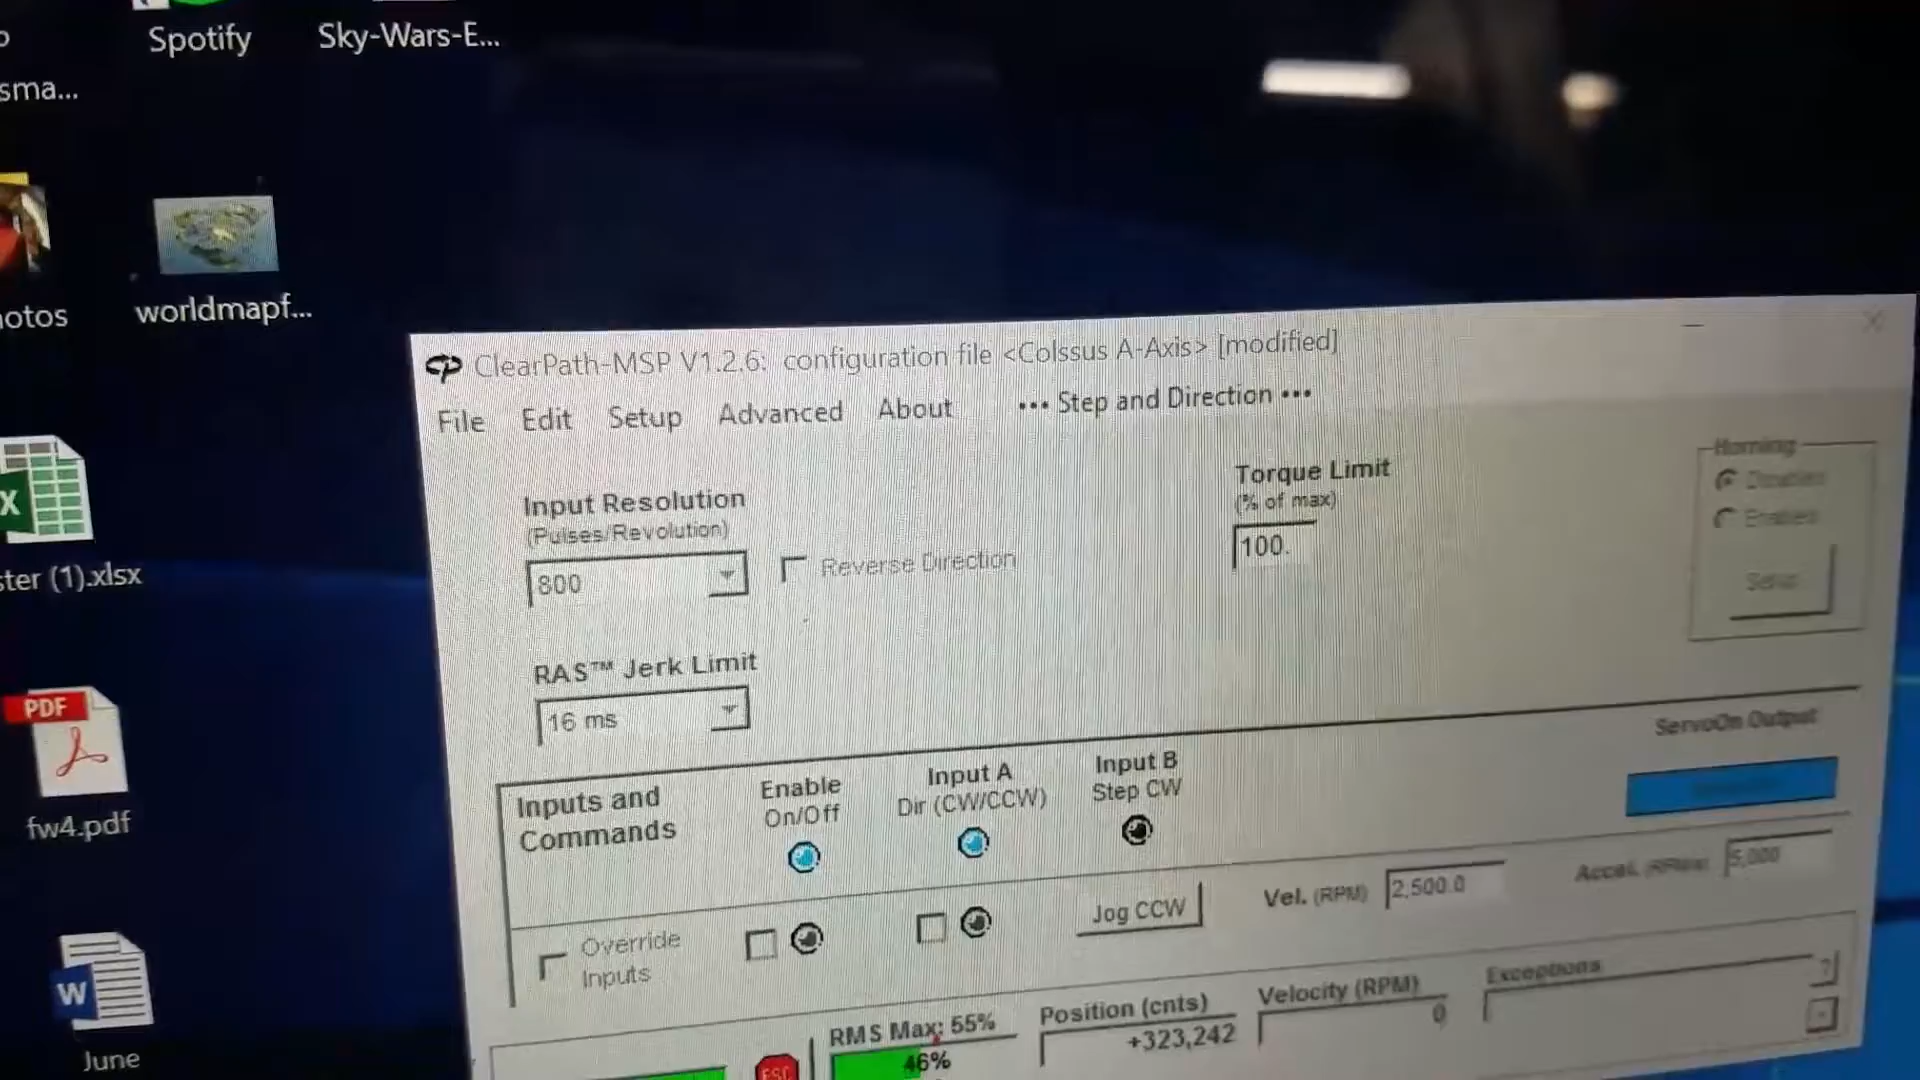 Spotify
Sky-Wars-E...
sma...
otos
worldmapf...
ster (1).xlsx
PDF
fw4.pdf
W
June
ClearPath-MSP V1.2.6: configuration file <Colssus A-Axis> [modified]
File Edit Setup Advanced About ••• Step and Direction •••
Input Resolution
(Pulses/Revolution)
800
Reverse Direction
Torque Limit
(% of max)
100.
Homing
Disabled
Enabled
Setup
RAS™ Jerk Limit
16 ms
Inputs and
Commands
Enable
On/Off
Input A
Dir (CW/CCW)
Input B
Step CW
ServoOn Output
Override
Inputs
Jog CCW
Vel. (RPM)
2,500.0
Accel.
5,000
RMS Max: 55%
46%
Position (cnts)
+323,242
Velocity (RPM)
0
Exceptions
?
ESC